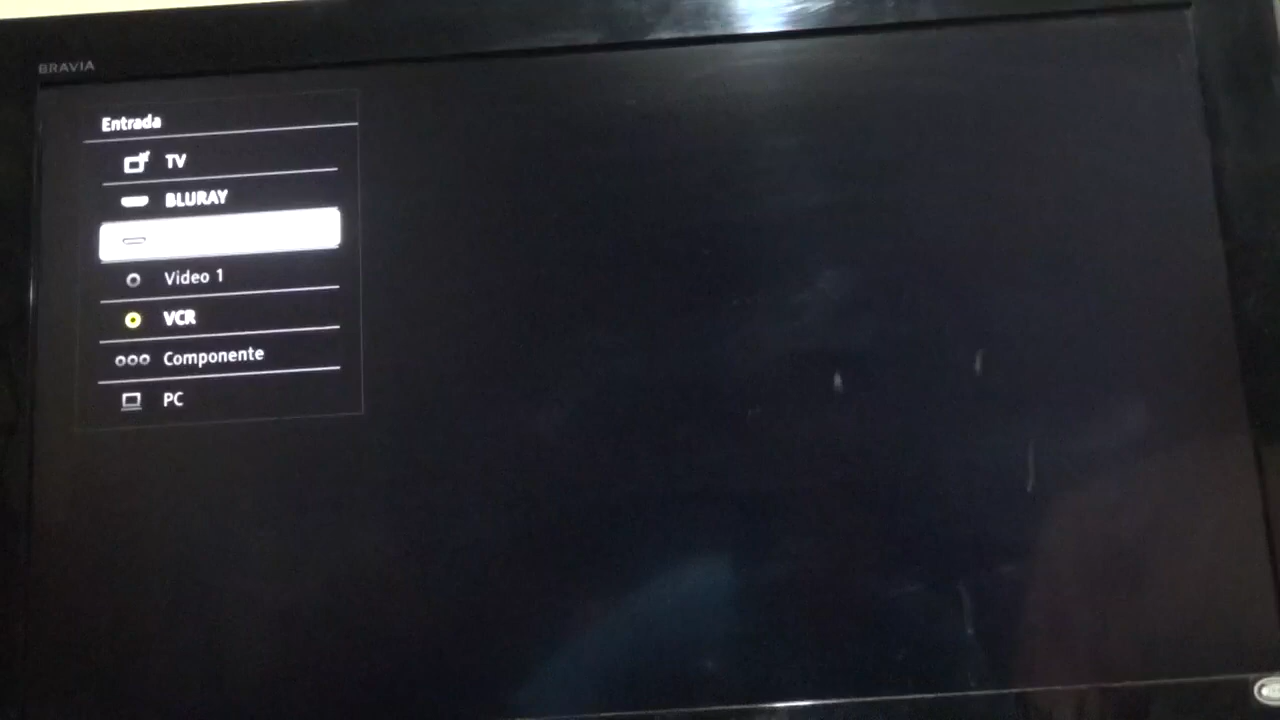 BRAVIA
Entrada
TV
BLURAY
Video 1
VCR
Componente
PC